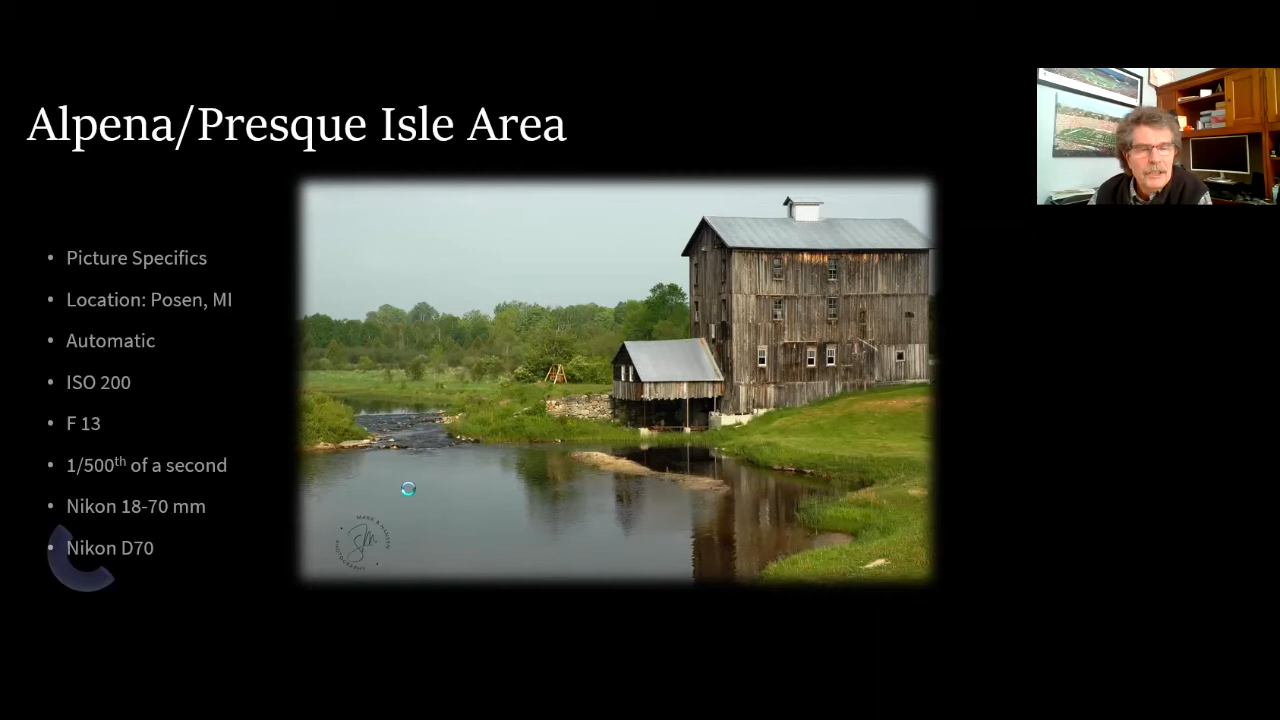 Alpena/Presque Isle Area
• Picture Specifics
• Location: Posen, MI
• Automatic
• ISO 200
• F 13
• 1/500th of a second
• Nikon 18-70 mm
• Nikon D70
PHOTOGRAPHY